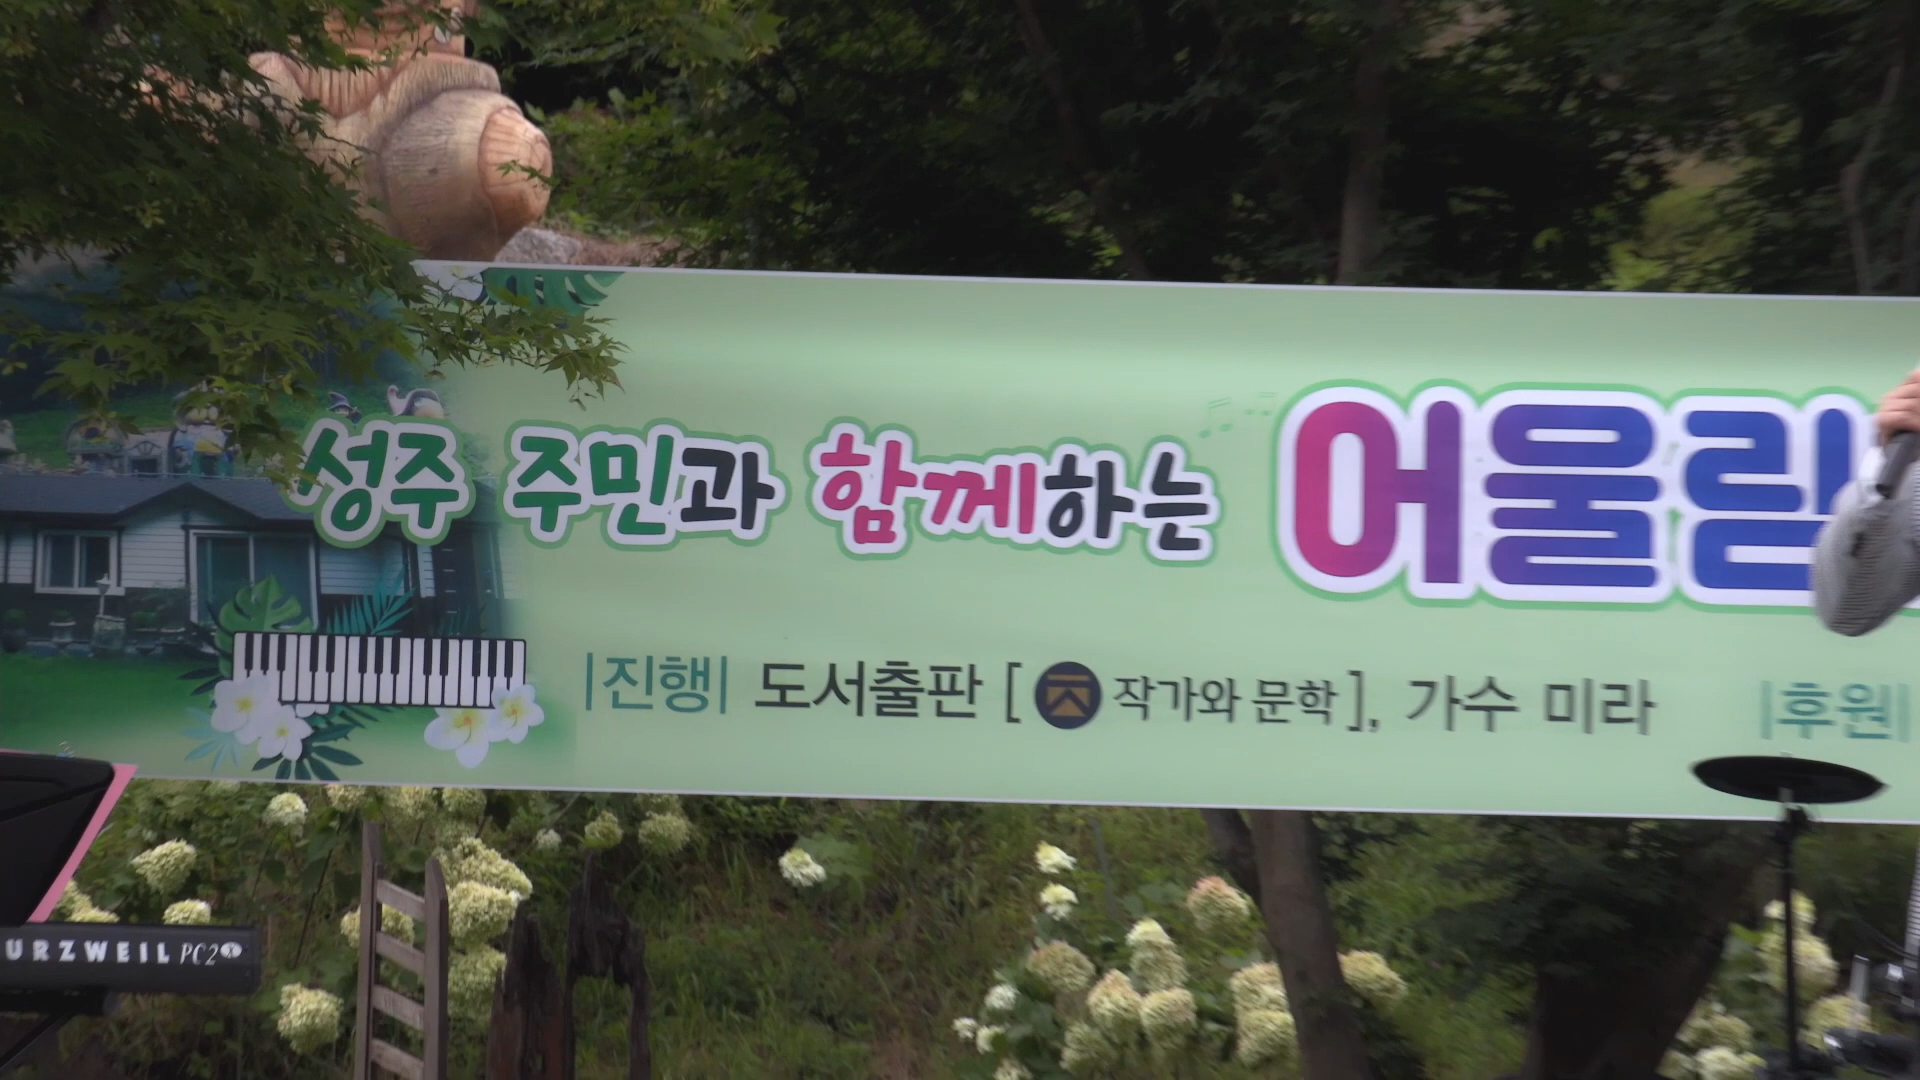 성주 주민과 함께하는 어울림
|진행| 도서출판 [ 작가와 문학 ], 가수 미라 |후원|
URZWEIL PC2